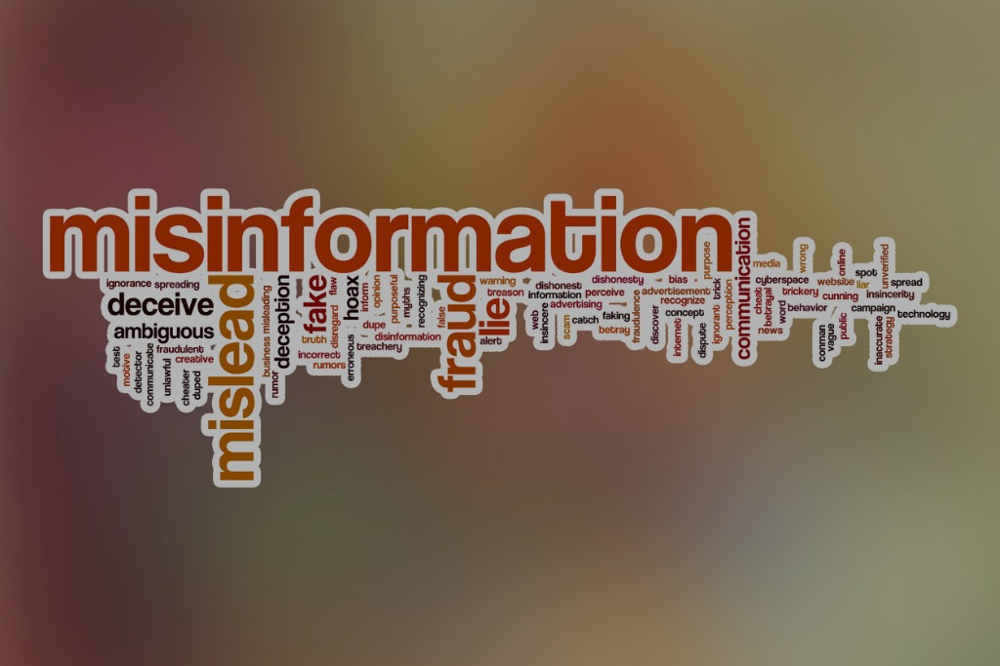 misinformation
ignorance
spreading
deceive
ambiguous
mislead
test
motive
detector
communicate
unlawful
fraudulent
creative
cheater
duped
business
misleading
rumor
deception
fake
flaw
truth
disregard
incorrect
rumors
hoax
erroneous
inform
opinion
dupe
treachery
purposeful
myths
recognizing
disinformation
false
fraud
lie
warning
treason
alert
web
insincere
dishonest
information
advertising
scam
catch
dishonesty
perceive
faking
betray
fraudulence
bias
advertisement
recognize
discover
concept
internet
dispute
purpose
trick
ignorant
perception
communication
media
cheat
betrayal
news
cyberspace
trickery
word
behavior
wrong
website
online
cunning
conman
vague
public
spot
liar
insincerity
campaign
inaccurate
strategy
unverified
spread
technology